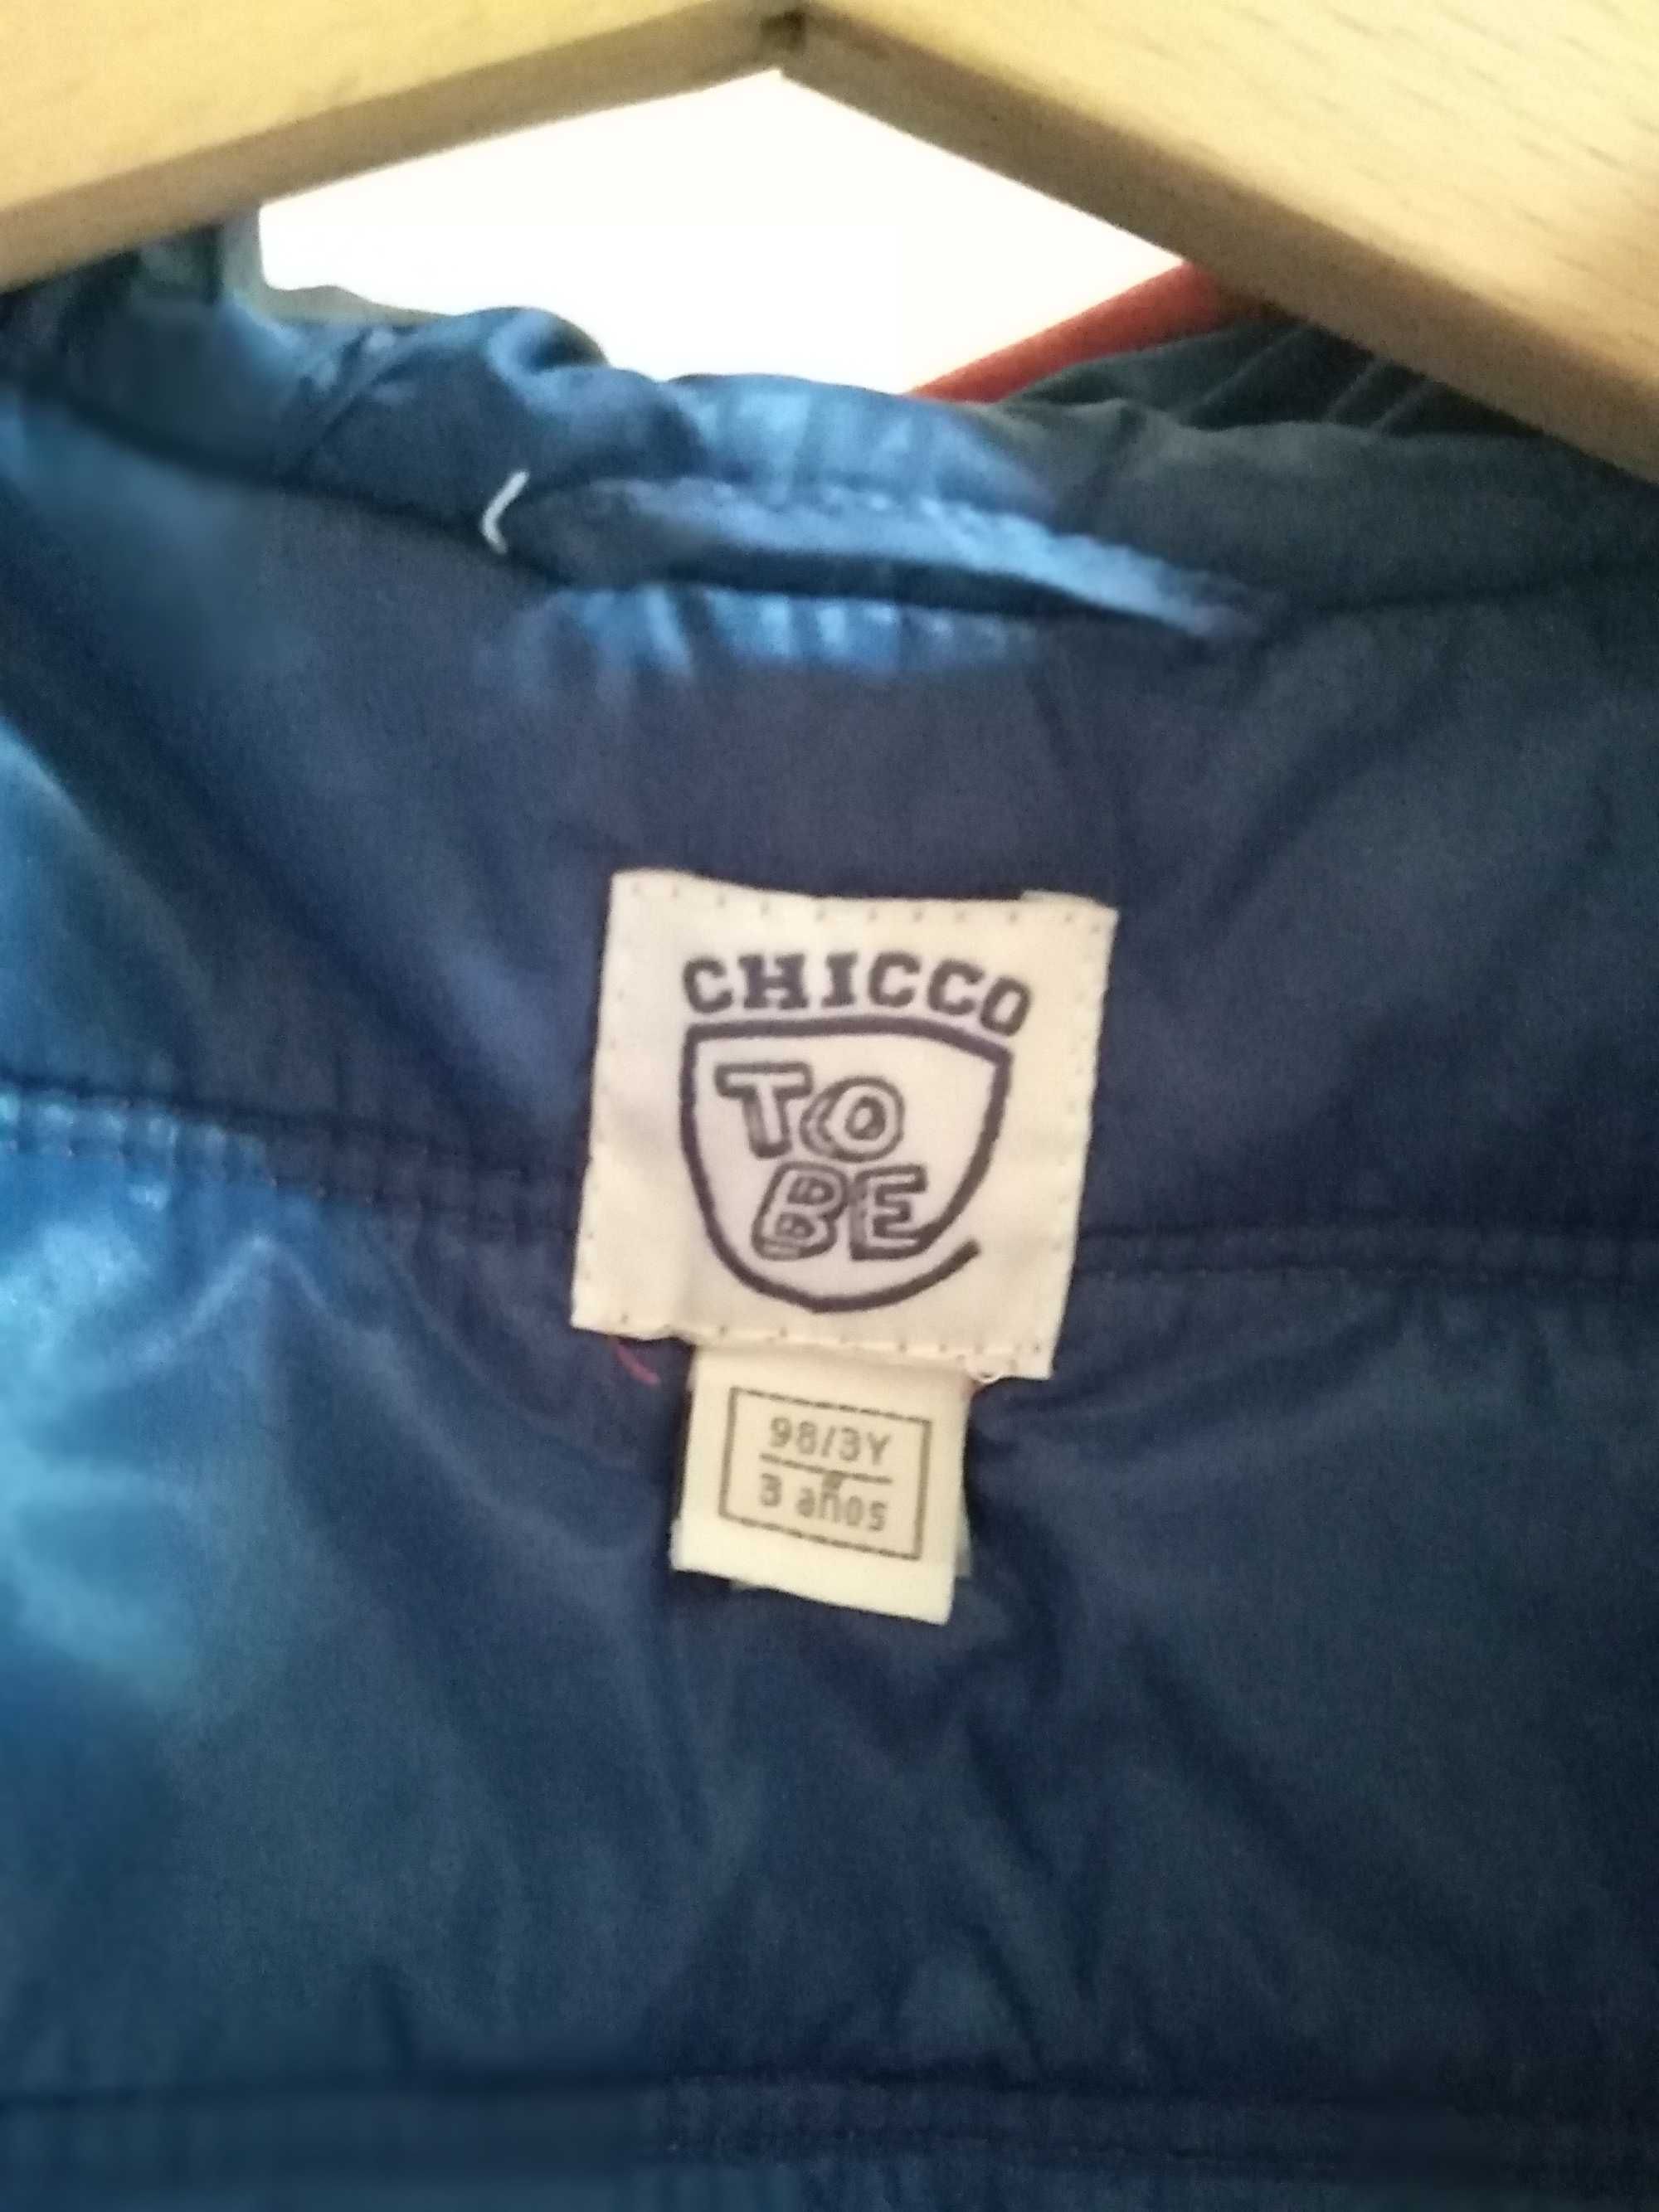 CHICCO
TO
BE
98/3Y
3 años